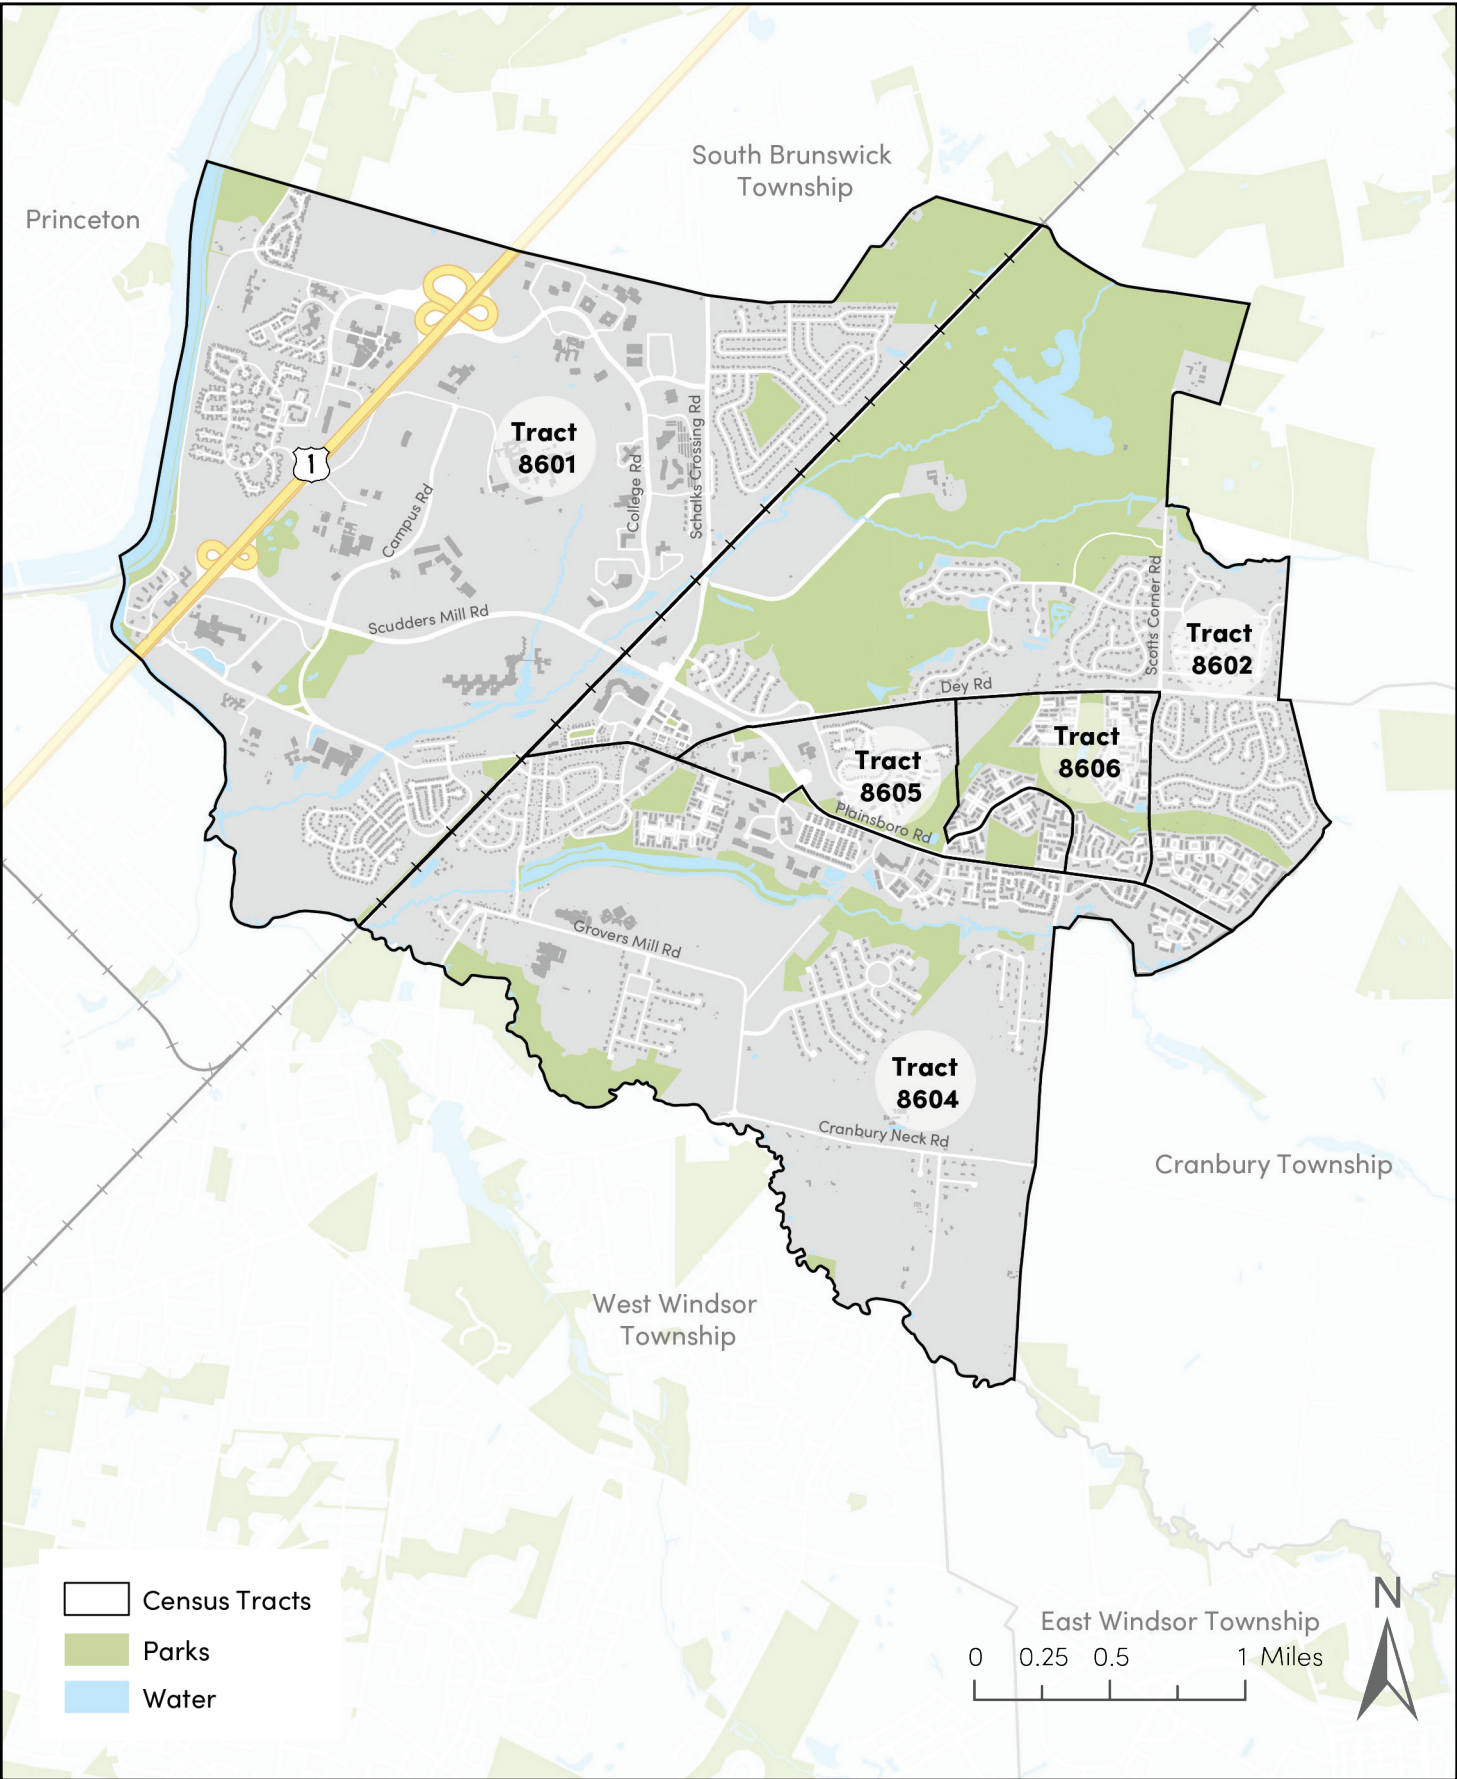 South Brunswick
Township
Princeton
Tract
8601
1
Campus Rd
College Rd
Schalks Crossing Rd
Scudders Mill Rd
Scotts Corner Rd
Tract
8602
Dey Rd
Tract
8606
Tract
8605
Plainsboro Rd
Grovers Mill Rd
Tract
8604
Cranbury Neck Rd
Cranbury Township
West Windsor
Township
Census Tracts
Parks
Water
East Windsor Township
0 0.25 0.5 1 Miles
N